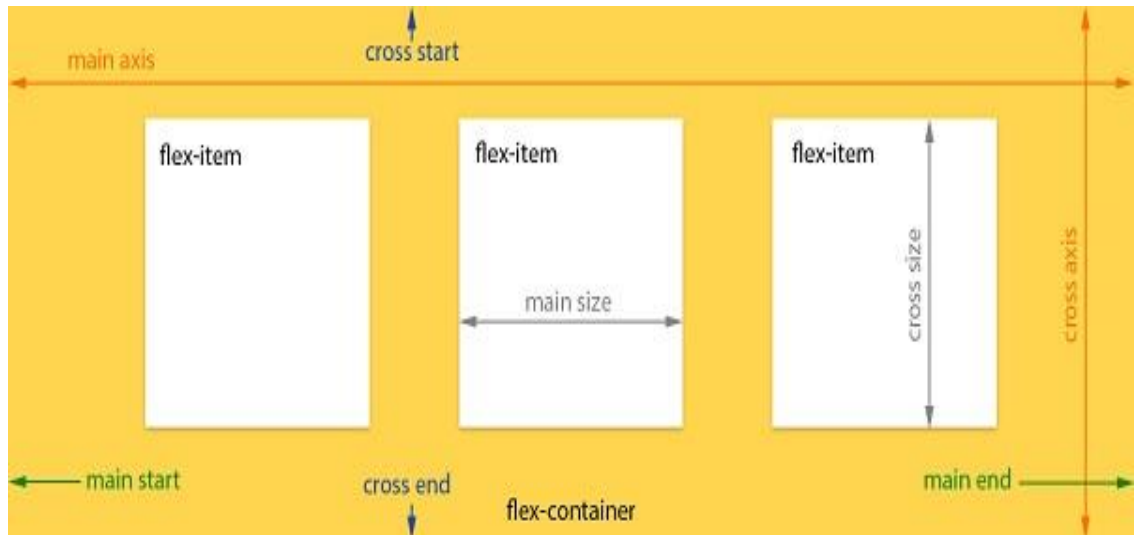 cross start
main axis
flex-item
flex-item
flex-item
main size
cross size
cross axis
main start
cross end
main end
flex-container